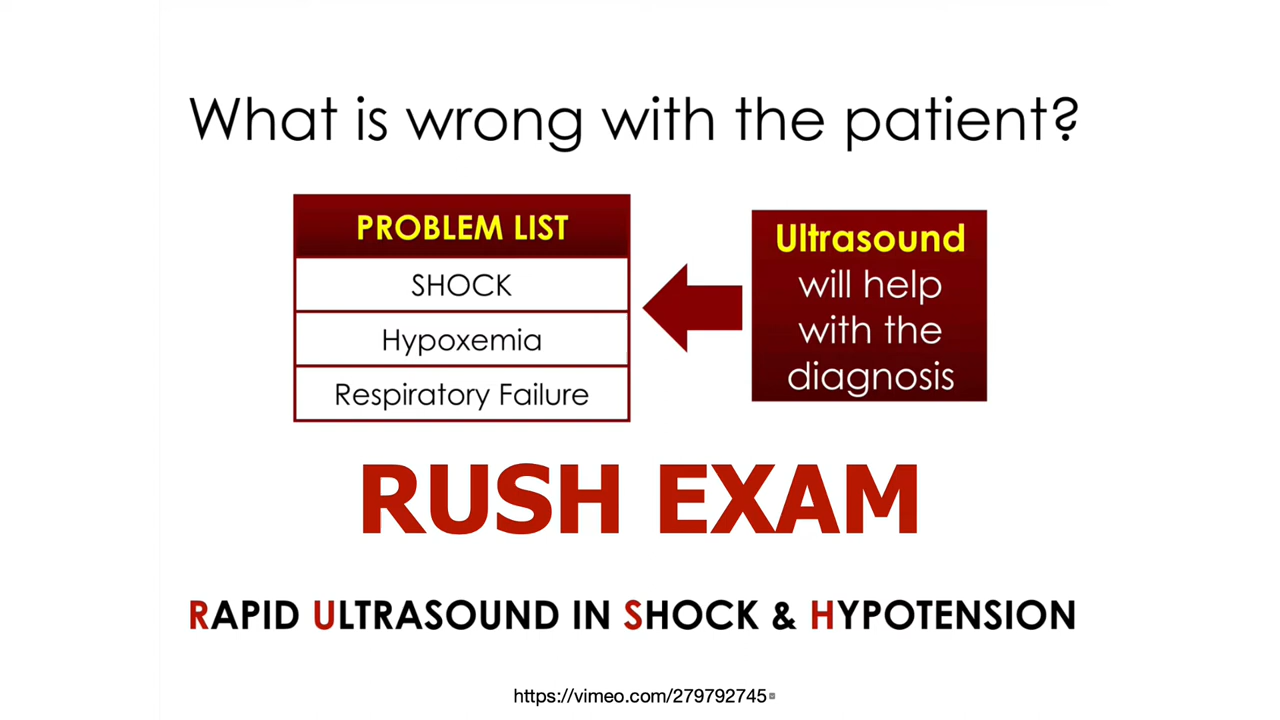 What is wrong with the patient?
PROBLEM LIST
SHOCK
Hypoxemia
Respiratory Failure
Ultrasound
will help
with the
diagnosis
RUSH EXAM
RAPID ULTRASOUND IN SHOCK & HYPOTENSION
https://vimeo.com/279792745